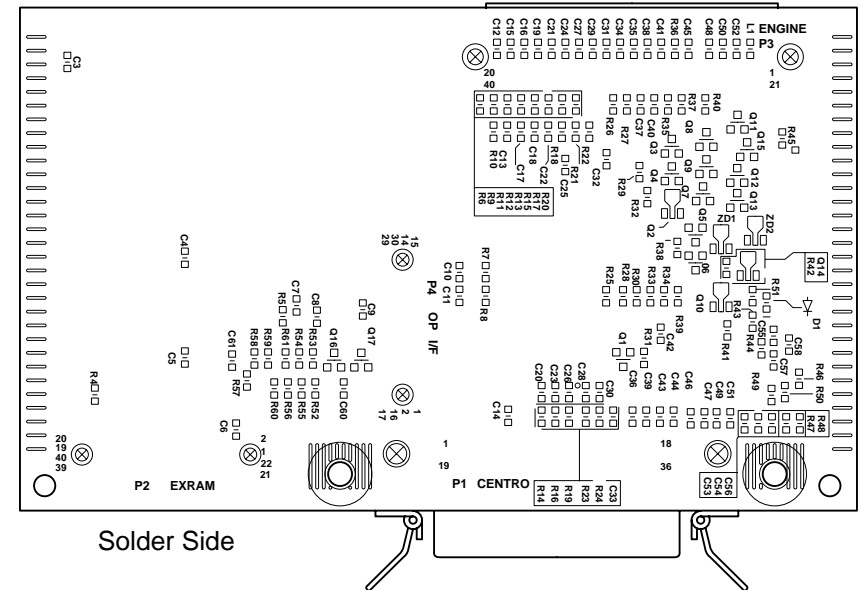 C12 C15 C16 C19 C21 C24 C27 C29 C31 C34 C35 C38 C41 R36 C45 C48 C50 C52 L1 ENGINE
P3
C3
20
40
1
21
R26 R27 C37 C40 R35 R37 R40
Q8 Q11 Q15 R45
R10 C13 C17 C18 C22 R18 R21 R22 C25 C32
Q3 Q4 Q9 Q7 Q12 Q13
R29 R32
R6 R9 R11 R12 R13 R15 R17 R20
Q2 Q5 ZD1 ZD2
R38 Q6
Q14
R42
C4
15
14
30
29
P4 OP I/F
C10 C11 R7 R8
R25 R28 R30 R33 R34 R39
Q10 R43 R51 D1
R5 C7 C8 C9
C5
C61 R58 R59 R61 R54 R53 Q16 Q17
Q1 R31 C42 R41 R44 C55 C57 C58
R4
R57
R60 R56 R55 R52 C60
C6
1
2
16
17
C14
C20 C23 C26 C28 C30
C36 C39 C43 C44 C46 C47 C49 C51
R49 R46 R50
R47 R48
20
19
40
39
2
1
22
21
1
19
18
36
P2 EXRAM
P1 CENTRO
R14 R16 R19 R23 R24 C33
C53 C54 C56
Solder Side